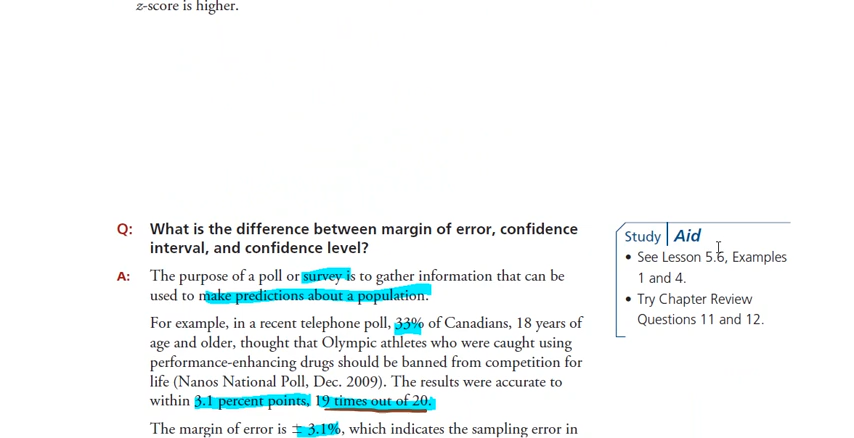 z-score is higher.
Q: What is the difference between margin of error, confidence
interval, and confidence level?
A: The purpose of a poll or survey is to gather information that can be
used to make predictions about a population.
For example, in a recent telephone poll, 33% of Canadians, 18 years of
age and older, thought that Olympic athletes who were caught using
performance-enhancing drugs should be banned from competition for
life (Nanos National Poll, Dec. 2009). The results were accurate to
within 3.1 percent points, 19 times out of 20.
The margin of error is ± 3.1%, which indicates the sampling error in
Study Aid
• See Lesson 5.6, Examples
1 and 4.
• Try Chapter Review
Questions 11 and 12.